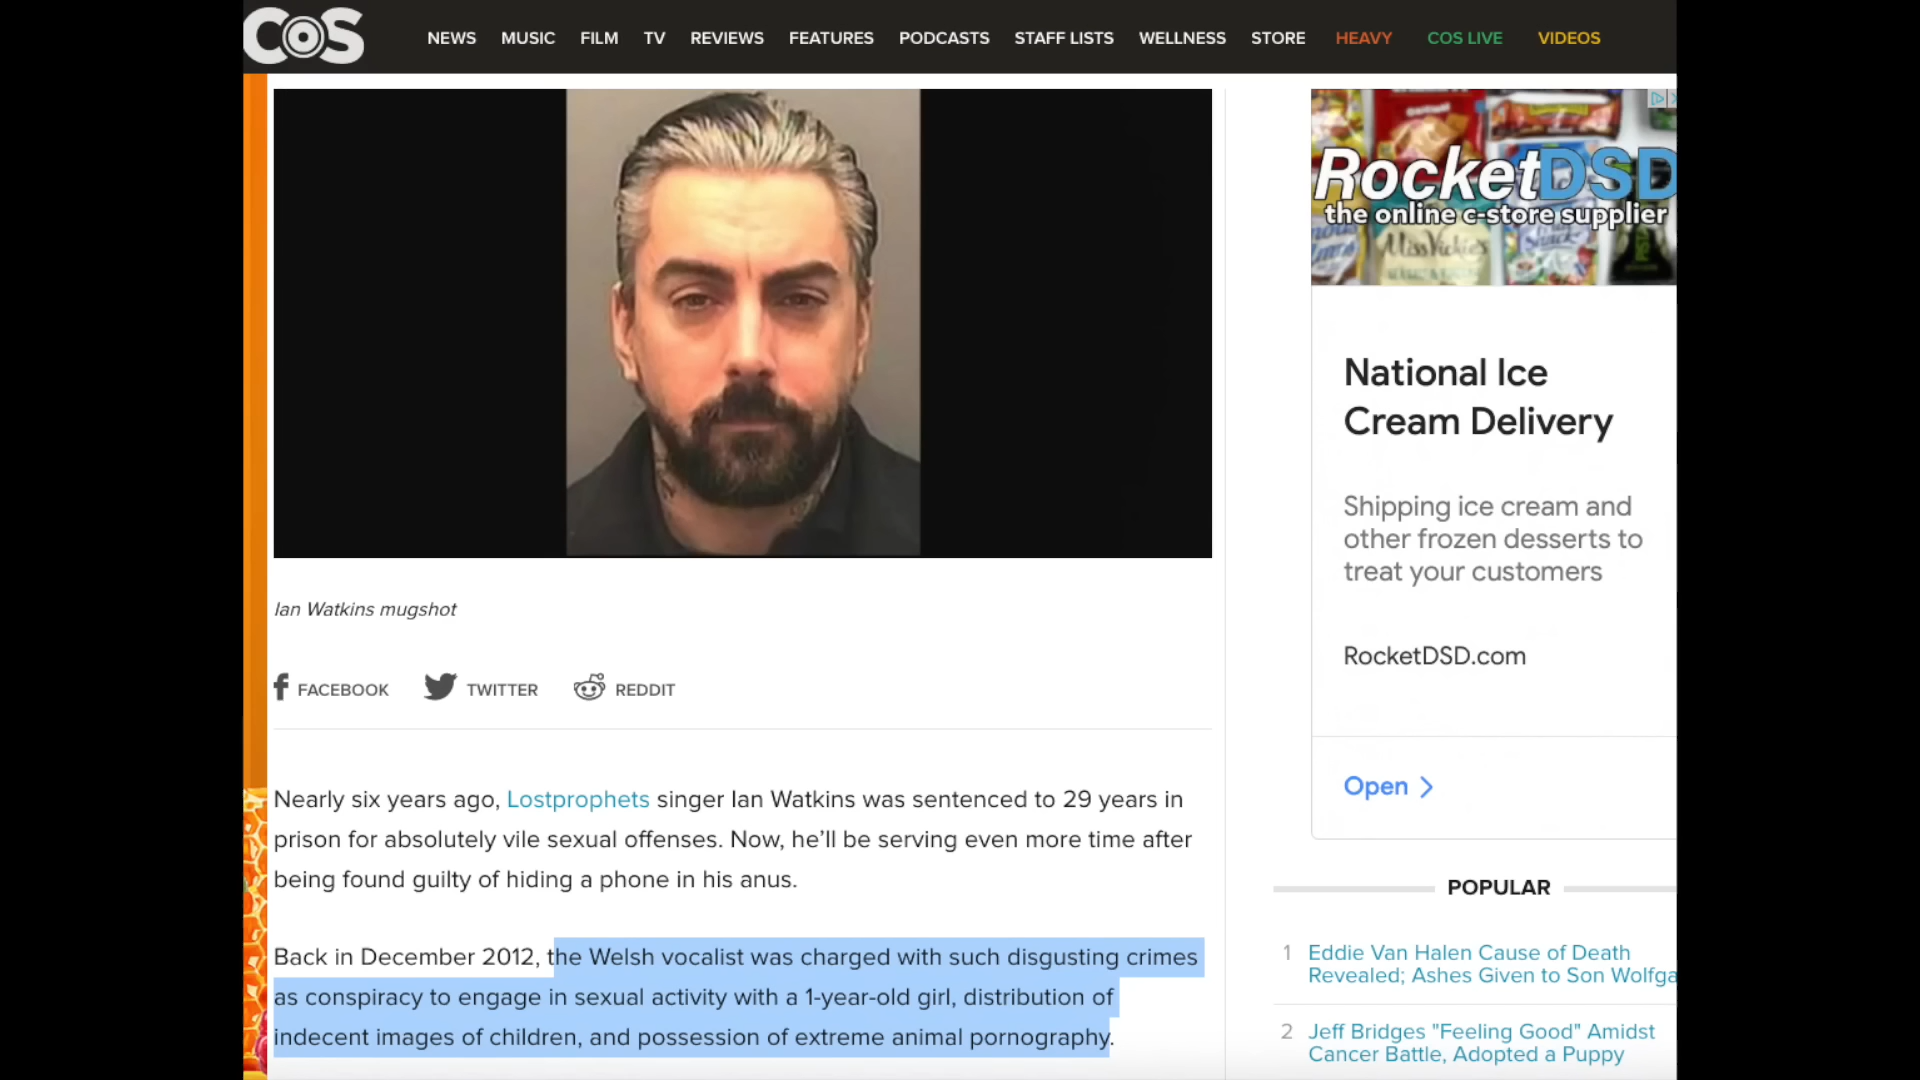 COS
NEWS MUSIC FILM TV REVIEWS FEATURES PODCASTS STAFF LISTS WELLNESS STORE HEAVY COS LIVE VIDEOS
Ian Watkins mugshot
FACEBOOK TWITTER REDDIT
Nearly six years ago, Lostprophets singer Ian Watkins was sentenced to 29 years in
prison for absolutely vile sexual offenses. Now, he’ll be serving even more time after
being found guilty of hiding a phone in his anus.
Back in December 2012, the Welsh vocalist was charged with such disgusting crimes
as conspiracy to engage in sexual activity with a 1-year-old girl, distribution of
indecent images of children, and possession of extreme animal pornography.
RocketDSD
the online c-store supplier
Miss Vickie's
National Ice
Cream Delivery
Shipping ice cream and
other frozen desserts to
treat your customers
RocketDSD.com
Open
POPULAR
1 Eddie Van Halen Cause of Death
Revealed; Ashes Given to Son Wolfga
2 Jeff Bridges "Feeling Good" Amidst
Cancer Battle, Adopted a Puppy